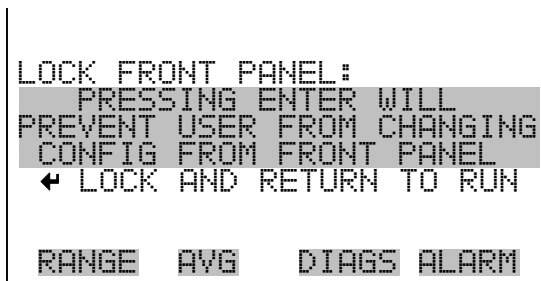 LOCK FRONT PANEL:
PRESSING ENTER WILL
PREVENT USER FROM CHANGING
CONFIG FROM FRONT PANEL
↵ LOCK AND RETURN TO RUN
RANGE AVG DIAGS ALARM